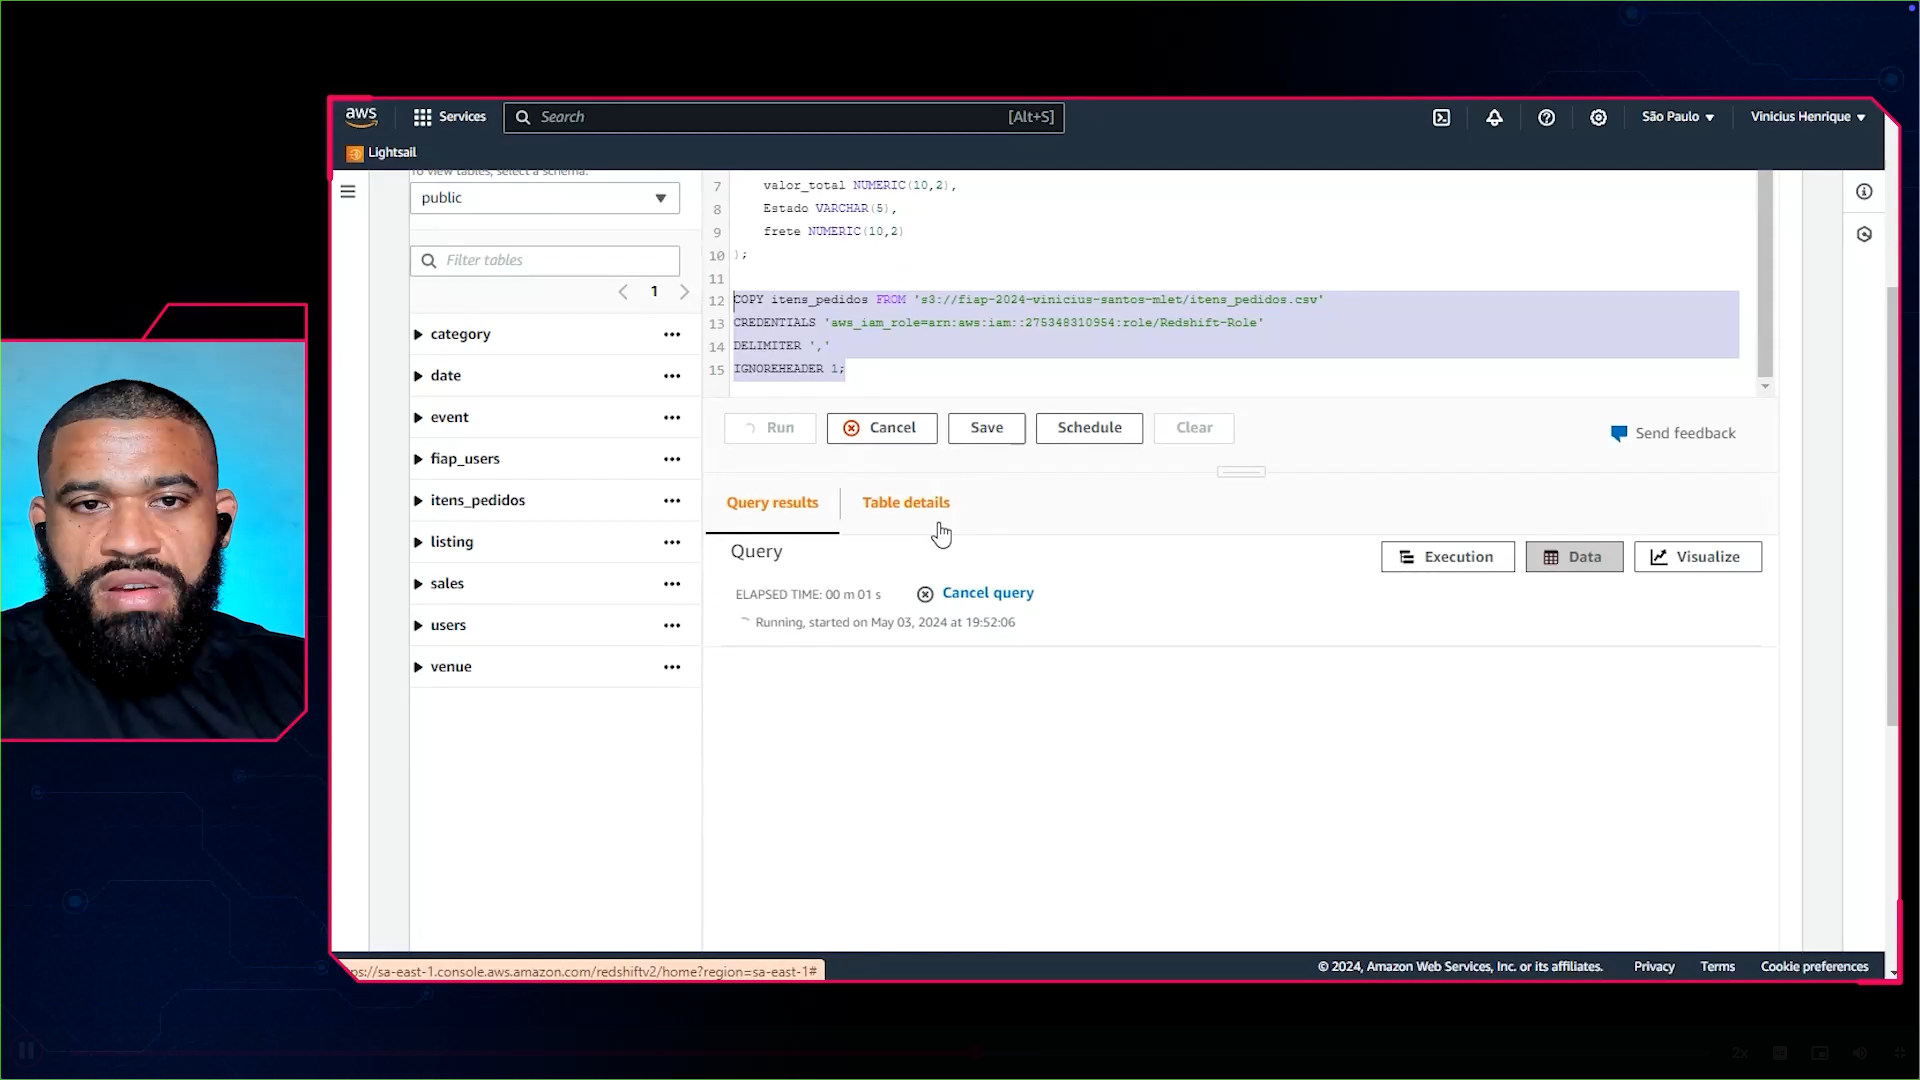 aws
Services
Search
[Alt+S]
São Paulo
Vinicius Henrique
Lightsail
To view tables, select a schema.
public
Filter tables
1
category
date
event
fiap_users
itens_pedidos
listing
sales
users
venue
7 valor_total NUMERIC(10,2),
8 Estado VARCHAR(5),
9 frete NUMERIC(10,2)
10 );
11
12 COPY itens_pedidos FROM 's3://fiap-2024-vinicius-santos-mlet/itens_pedidos.csv'
13 CREDENTIALS 'aws_iam_role=arn:aws:iam::275348310954:role/Redshift-Role'
14 DELIMITER ','
15 IGNOREHEADER 1;
Run
Cancel
Save
Schedule
Clear
Send feedback
Query results
Table details
Query
Execution
Data
Visualize
ELAPSED TIME: 00 m 01 s
Cancel query
Running, started on May 03, 2024 at 19:52:06
ps://sa-east-1.console.aws.amazon.com/redshiftv2/home?region=sa-east-1#
© 2024, Amazon Web Services, Inc. or its affiliates.
Privacy
Terms
Cookie preferences
2x